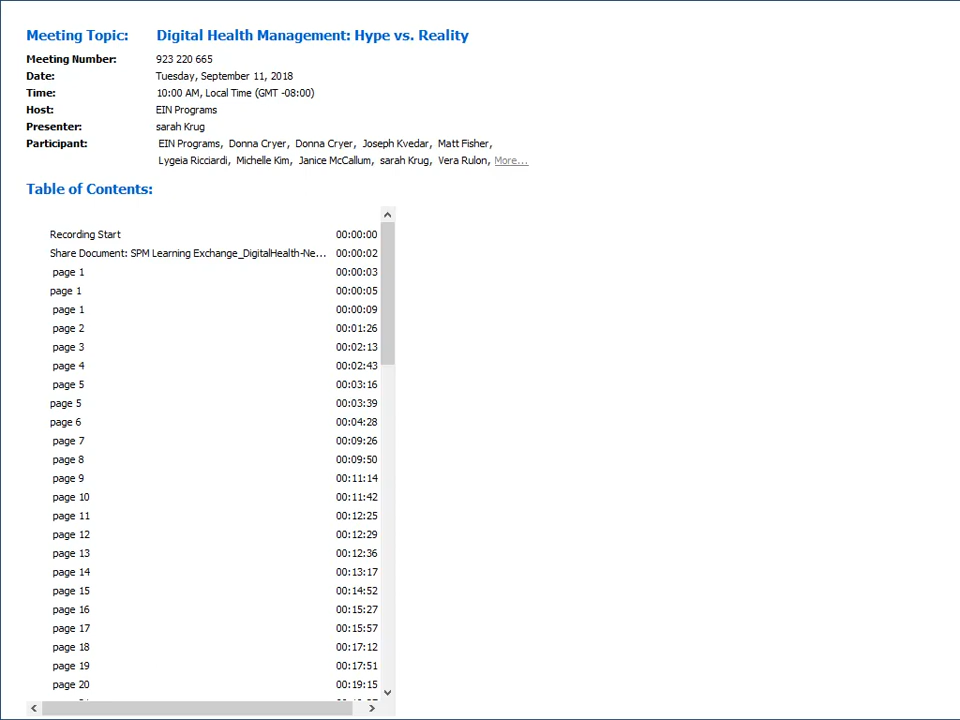 Meeting Topic: Digital Health Management: Hype vs. Reality
Meeting Number: 923 220 665
Date: Tuesday, September 11, 2018
Time: 10:00 AM, Local Time (GMT -08:00)
Host: EIN Programs
Presenter: sarah Krug
Participant: EIN Programs, Donna Cryer, Donna Cryer, Joseph Kvedar, Matt Fisher,
Lygeia Ricciardi, Michelle Kim, Janice McCallum, sarah Krug, Vera Rulon, More...
Table of Contents:
Recording Start 00:00:00
Share Document: SPM Learning Exchange_DigitalHealth-Ne... 00:00:02
page 1 00:00:03
page 1 00:00:05
page 1 00:00:09
page 2 00:01:26
page 3 00:02:13
page 4 00:02:43
page 5 00:03:16
page 5 00:03:39
page 6 00:04:28
page 7 00:09:26
page 8 00:09:50
page 9 00:11:14
page 10 00:11:42
page 11 00:12:25
page 12 00:12:29
page 13 00:12:36
page 14 00:13:17
page 15 00:14:52
page 16 00:15:27
page 17 00:15:57
page 18 00:17:12
page 19 00:17:51
page 20 00:19:15